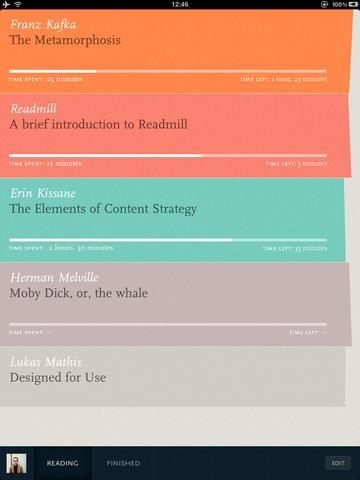 12:46
100%
Franz Kafka
The Metamorphosis
TIME SPENT: 25 minutes TIME LEFT: 1 hour, 25 minutes
Readmill
A brief introduction to Readmill
TIME SPENT: 15 minutes TIME LEFT: 5 minutes
Erin Kissane
The Elements of Content Strategy
TIME SPENT: 2 hours, 30 minutes TIME LEFT: 35 minutes
Herman Melville
Moby Dick, or, the whale
TIME SPENT: – TIME LEFT: –
Lukas Mathis
Designed for Use
READING FINISHED EDIT